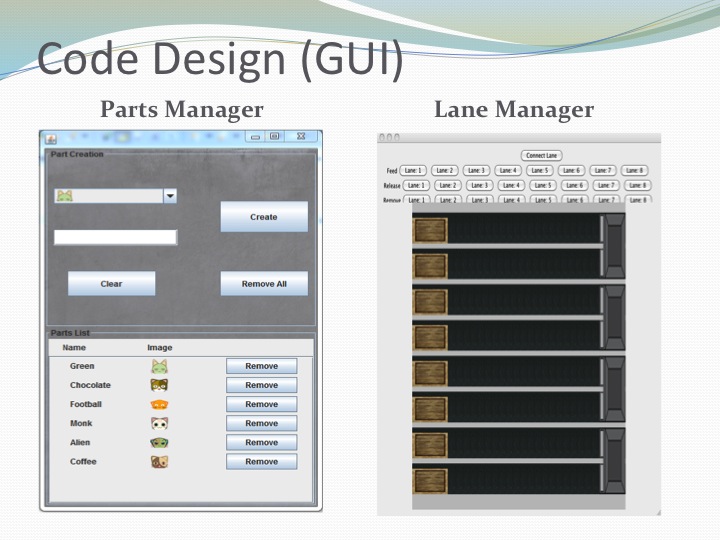 Code Design (GUI)
Parts Manager
Lane Manager
Part Creation
Create
Clear
Remove All
Parts List
Name Image
Green Remove
Chocolate Remove
Football Remove
Monk Remove
Alien Remove
Coffee Remove
Connect Lane
Feed Lane: 1 Lane: 2 Lane: 3 Lane: 4 Lane: 5 Lane: 6 Lane: 7 Lane: 8
Release Lane: 1 Lane: 2 Lane: 3 Lane: 4 Lane: 5 Lane: 6 Lane: 7 Lane: 8
Remove Lane: 1 Lane: 2 Lane: 3 Lane: 4 Lane: 5 Lane: 6 Lane: 7 Lane: 8